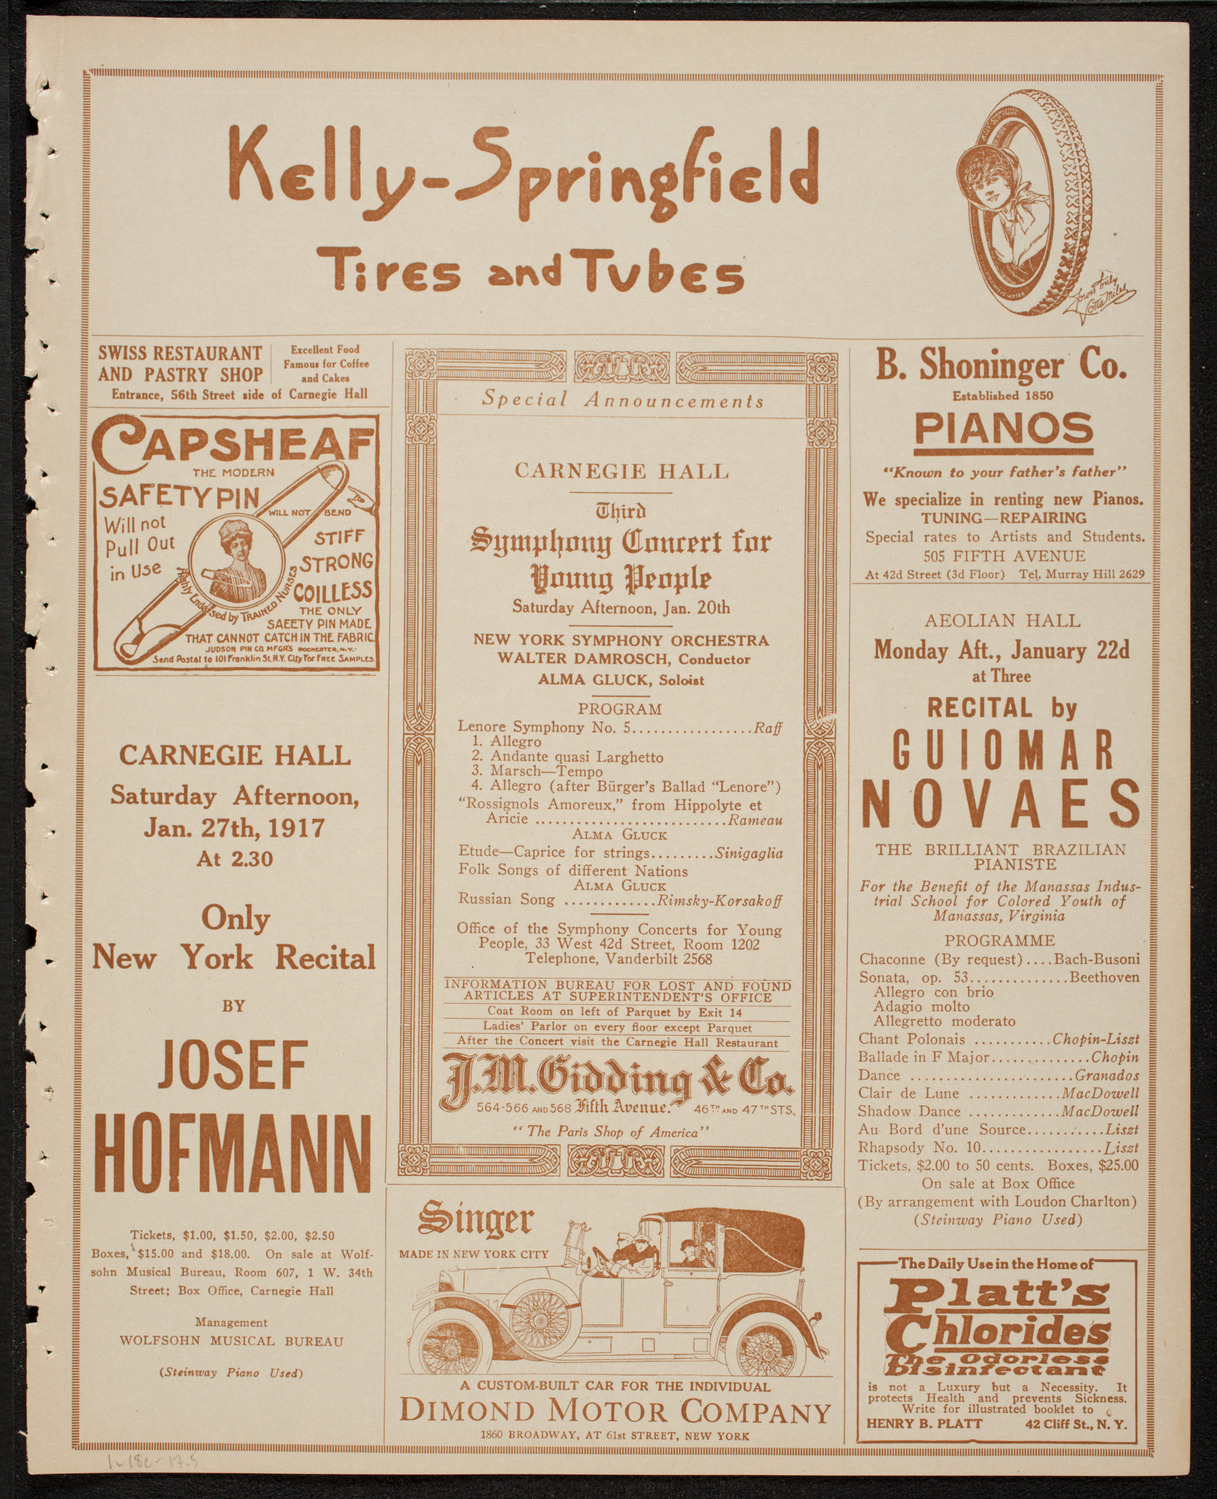 Kelly-Springfield
Tires and Tubes
Yours truly
Lotta Miles
SWISS RESTAURANT
AND PASTRY SHOP
Excellent Food
Famous for Coffee
and Cakes
Entrance, 56th Street side of Carnegie Hall
CAPSHEAF
THE MODERN
SAFETY PIN
WILL NOT BEND
Will not
Pull Out
in Use
STIFF
STRONG
COILLESS
Highly Endorsed by TRAINED NURSES
THE ONLY
SAFETY PIN MADE
THAT CANNOT CATCH IN THE FABRIC.
JUDSON PIN CO. MFGRS ROCHESTER, N.Y.
Send Postal to 101 Franklin St. N.Y. City For FREE SAMPLES.
CARNEGIE HALL
Saturday Afternoon,
Jan. 27th, 1917
At 2.30
Only
New York Recital
BY
JOSEF
HOFMANN
Tickets, $1.00, $1.50, $2.00, $2.50
Boxes, $15.00 and $18.00. On sale at Wolf-
sohn Musical Bureau, Room 607, 1 W. 34th
Street; Box Office, Carnegie Hall
Management
WOLFSOHN MUSICAL BUREAU
(Steinway Piano Used)
Special Announcements
CARNEGIE HALL
Third
Symphony Concert for
Young People
Saturday Afternoon, Jan. 20th
NEW YORK SYMPHONY ORCHESTRA
WALTER DAMROSCH, Conductor
ALMA GLUCK, Soloist
PROGRAM
Lenore Symphony No. 5.................Raff
1. Allegro
2. Andante quasi Larghetto
3. Marsch—Tempo
4. Allegro (after Bürger's Ballad "Lenore")
"Rossignols Amoreux," from Hippolyte et
Aricie ..........................Rameau
ALMA GLUCK
Etude—Caprice for strings.........Sinigaglia
Folk Songs of different Nations
ALMA GLUCK
Russian Song .............Rimsky-Korsakoff
Office of the Symphony Concerts for Young
People, 33 West 42d Street, Room 1202
Telephone, Vanderbilt 2568
INFORMATION BUREAU FOR LOST AND FOUND
ARTICLES AT SUPERINTENDENT'S OFFICE
Coat Room on left of Parquet by Exit 14
Ladies' Parlor on every floor except Parquet
After the Concert visit the Carnegie Hall Restaurant
J.M. Gidding & Co.
564-566 AND 568 Fifth Avenue. 46TH AND 47TH STS.
"The Paris Shop of America"
Singer
MADE IN NEW YORK CITY
A CUSTOM-BUILT CAR FOR THE INDIVIDUAL
DIMOND MOTOR COMPANY
1860 BROADWAY, AT 61st STREET, NEW YORK
B. Shoninger Co.
Established 1850
PIANOS
"Known to your father's father"
We specialize in renting new Pianos.
TUNING—REPAIRING
Special rates to Artists and Students.
505 FIFTH AVENUE
At 42d Street (3d Floor) Tel. Murray Hill 2629
AEOLIAN HALL
Monday Aft., January 22d
at Three
RECITAL by
GUIOMAR
NOVAES
THE BRILLIANT BRAZILIAN
PIANISTE
For the Benefit of the Manassas Indus-
trial School for Colored Youth of
Manassas, Virginia
PROGRAMME
Chaconne (By request)....Bach-Busoni
Sonata, op. 53..............Beethoven
Allegro con brio
Adagio molto
Allegretto moderato
Chant Polonais ...........Chopin-Liszt
Ballade in F Major..............Chopin
Dance .......................Granados
Clair de Lune .............MacDowell
Shadow Dance .............MacDowell
Au Bord d'une Source...........Liszt
Rhapsody No. 10.................Liszt
Tickets, $2.00 to 50 cents. Boxes, $25.00
On sale at Box Office
(By arrangement with Loudon Charlton)
(Steinway Piano Used)
The Daily Use in the Home of
Platt's
Chlorides
The Odorless
Disinfectant
is not a Luxury but a Necessity. It
protects Health and prevents Sickness.
Write for illustrated booklet to
HENRY B. PLATT 42 Cliff St., N. Y.